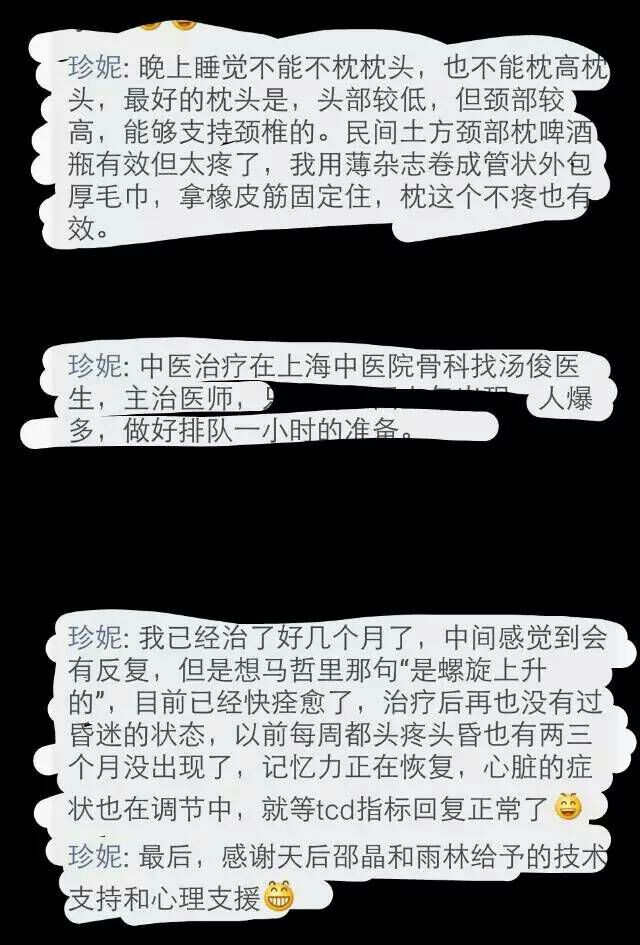 珍妮: 晚上睡觉不能不枕枕头，也不能枕高枕
头，最好的枕头是，头部较低，但颈部较
高，能够支持颈椎的。民间土方颈部枕啤酒
瓶有效但太疼了，我用薄杂志卷成管状外包
厚毛巾，拿橡皮筋固定住，枕这个不疼也有
效。
珍妮: 中医治疗在上海中医院骨科找汤俊医
生，主治医师，人爆
多，做好排队一小时的准备。
珍妮: 我已经治了好几个月了，中间感觉到会
有反复，但是想马哲里那句“是螺旋上升
的”，目前已经快痊愈了，治疗后再也没有过
昏迷的状态，以前每周都头疼头昏也有两三
个月没出现了，记忆力正在恢复，心脏的症
状也在调节中，就等tcd指标回复正常了😄
珍妮: 最后，感谢天后邵晶和雨林给予的技术
支持和心理支援😁